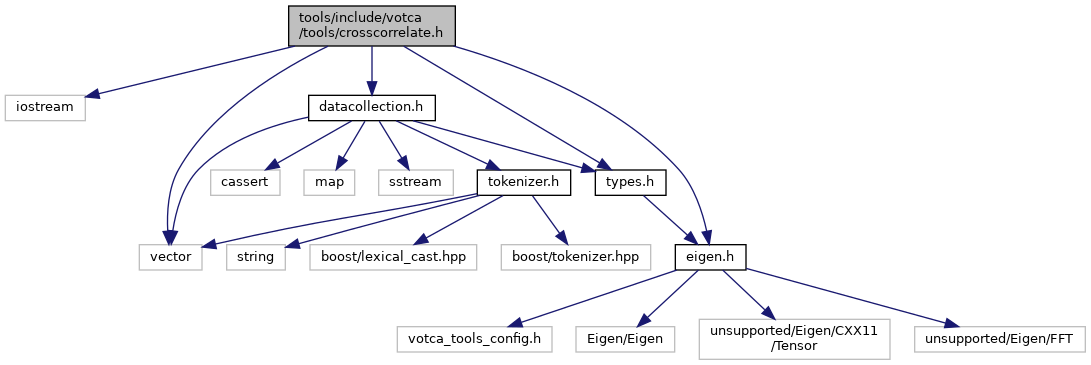 tools/include/votca
/tools/crosscorrelate.h
iostream
datacollection.h
cassert
map
sstream
tokenizer.h
types.h
vector
string
boost/lexical_cast.hpp
boost/tokenizer.hpp
eigen.h
votca_tools_config.h
Eigen/Eigen
unsupported/Eigen/CXX11
/Tensor
unsupported/Eigen/FFT